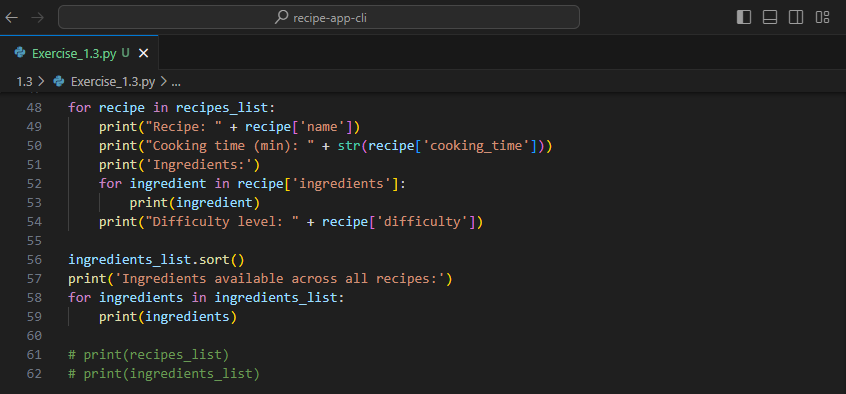 recipe-app-cli
Exercise_1.3.py U
1.3 > Exercise_1.3.py > ...
48 for recipe in recipes_list:
49     print("Recipe: " + recipe['name'])
50     print("Cooking time (min): " + str(recipe['cooking_time']))
51     print('Ingredients:')
52     for ingredient in recipe['ingredients']:
53         print(ingredient)
54     print("Difficulty level: " + recipe['difficulty'])
55
56 ingredients_list.sort()
57 print('Ingredients available across all recipes:')
58 for ingredients in ingredients_list:
59     print(ingredients)
60
61 # print(recipes_list)
62 # print(ingredients_list)